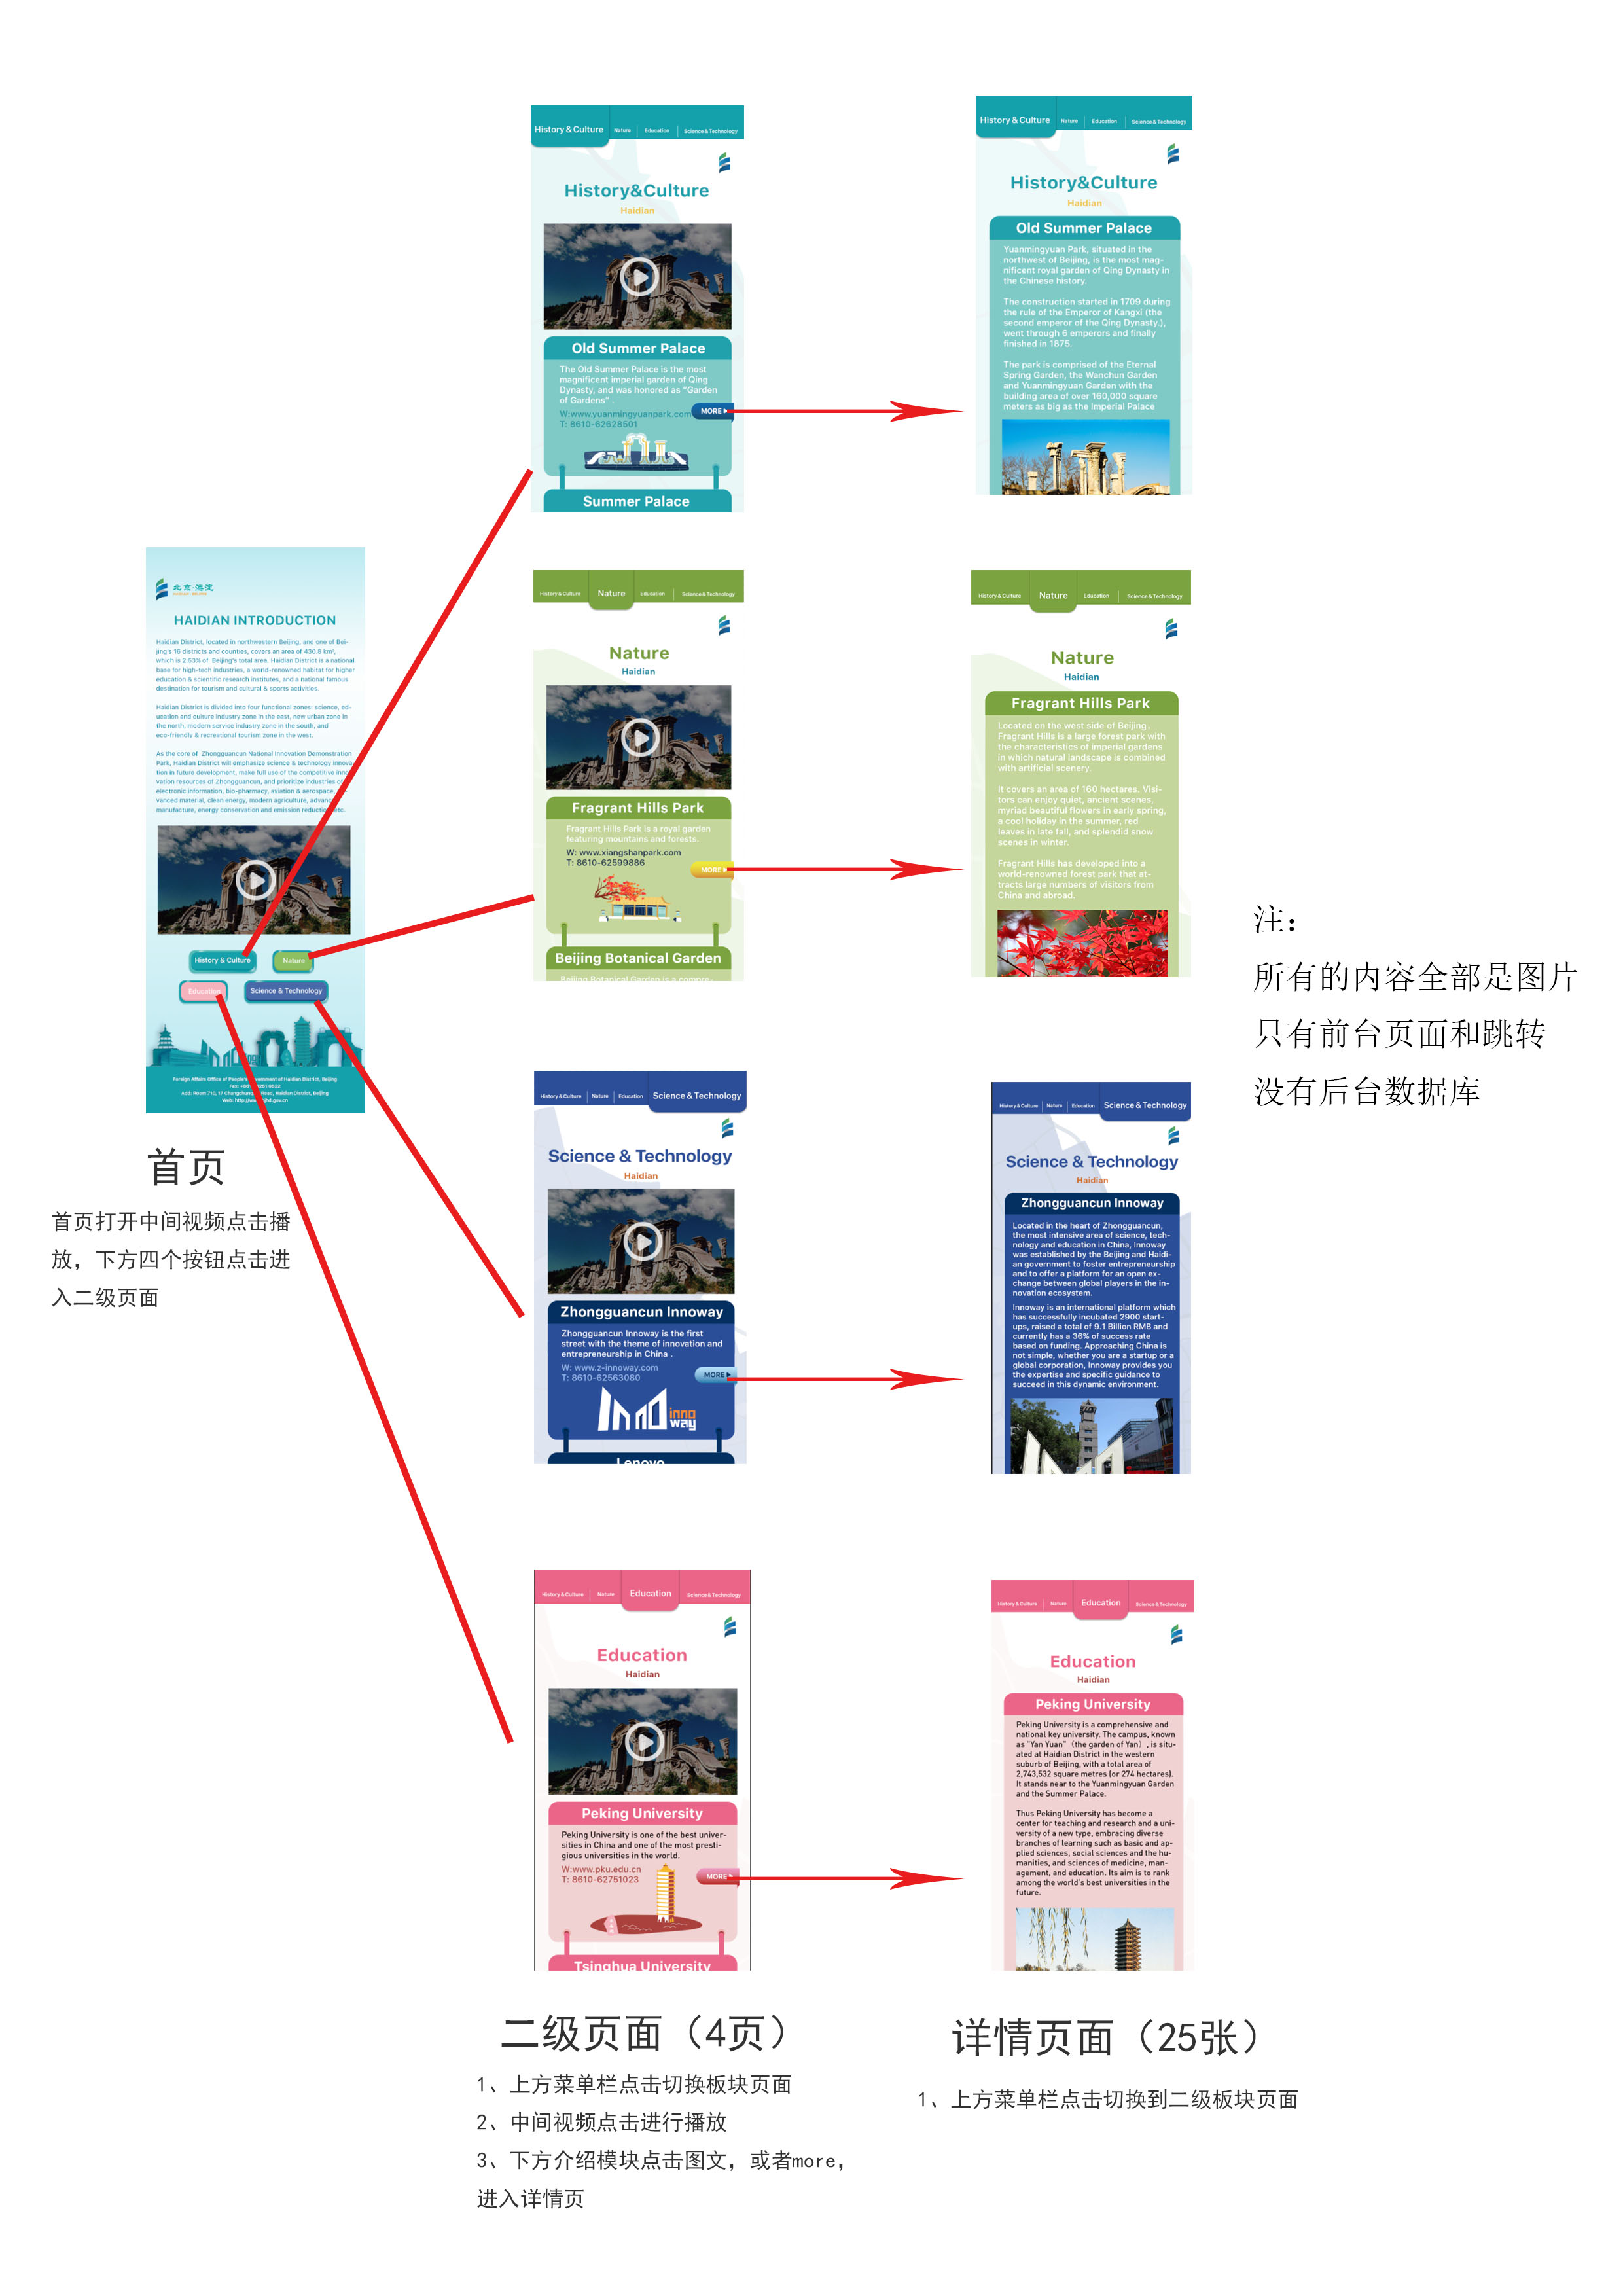 北京·海淀
HAIDIAN INTRODUCTION
Haidian District, located in northwestern Beijing, and one of Bei-
jing's 16 districts and counties, covers an area of 430.8 km²,
which is 2.53% of Beijing's total area. Haidian District is a national
base for high-tech industries, a world-renowned habitat for higher
education & scientific research institutes, and a national famous
destination for tourism and cultural & sports activities.
Haidian District is divided into four functional zones: science, ed-
ucation and culture industry zone in the east, new urban zone in
the north, modern service industry zone in the south, and
eco-friendly & recreational tourism zone in the west.
As the core of Zhongguancun National Innovation Demonstration
Park, Haidian District will emphasize science & technology innova
tion in future development, make full use of the competitive inno
vation resources of Zhongguancun, and prioritize industries of
electronic information, bio-pharmacy, aviation & aerospace,
vanced material, clean energy, modern agriculture, advanc
manufacture, energy conservation and emission reduction etc.
History & Culture
Nature
Education
Science & Technology
Foreign Affairs Office of People's Government of Haidian District, Beijing
Add: Room 710, 17 Changchun Road, Haidian District, Beijing
首页
首页打开中间视频点击播
放，下方四个按钮点击进
入二级页面
History & Culture Nature Education Science & Technology
History&Culture
Haidian
Old Summer Palace
The Old Summer Palace is the most
magnificent imperial garden of Qing
Dynasty, and was honored as "Garden
of Gardens" .
W:www.yuanmingyuanpark.com
T: 8610-62628501
MORE
Summer Palace
History & Culture Nature Education Science & Technology
Nature
Haidian
Fragrant Hills Park
Fragrant Hills Park is a royal garden
featuring mountains and forests.
W: www.xiangshanpark.com
T: 8610-62599886
MORE
Beijing Botanical Garden
Beijing Botanical Garden is a compre-
History & Culture Nature Education Science & Technology
Science & Technology
Haidian
Zhongguancun Innoway
Zhongguancun Innoway is the first
street with the theme of innovation and
entrepreneurship in China .
W: www.z-innoway.com
T: 8610-62563080
MORE
inno
way
Lenovo
History & Culture Nature Education Science & Technology
Education
Haidian
Peking University
Peking University is one of the best univer-
sities in China and one of the most presti-
gious universities in the world.
W:www.pku.edu.cn
T: 8610-62751023
MORE
Tsinghua University
二级页面（4页）
1、上方菜单栏点击切换板块页面
2、中间视频点击进行播放
3、下方介绍模块点击图文，或者more，
进入详情页
History & Culture Nature Education Science & Technology
History&Culture
Haidian
Old Summer Palace
Yuanmingyuan Park, situated in the
northwest of Beijing, is the most mag-
nificent royal garden of Qing Dynasty in
the Chinese history.
The construction started in 1709 during
the rule of the Emperor of Kangxi (the
second emperor of the Qing Dynasty.),
went through 6 emperors and finally
finished in 1875.
The park is comprised of the Eternal
Spring Garden, the Wanchun Garden
and Yuanmingyuan Garden with the
building area of over 160,000 square
meters as big as the Imperial Palace
History & Culture Nature Education Science & Technology
Nature
Haidian
Fragrant Hills Park
Located on the west side of Beijing,
Fragrant Hills is a large forest park with
the characteristics of imperial gardens
in which natural landscape is combined
with artificial scenery.
It covers an area of 160 hectares. Visi-
tors can enjoy quiet, ancient scenes,
myriad beautiful flowers in early spring,
a cool holiday in the summer, red
leaves in late fall, and splendid snow
scenes in winter.
Fragrant Hills has developed into a
world-renowned forest park that at-
tracts large numbers of visitors from
China and abroad.
History & Culture Nature Education Science & Technology
Science & Technology
Haidian
Zhongguancun Innoway
Located in the heart of Zhongguancun,
the most intensive area of science, tech-
nology and education in China, Innoway
was established by the Beijing and Haidi-
an government to foster entrepreneurship
and to offer a platform for an open ex-
change between global players in the in-
novation ecosystem.
Innoway is an international platform which
has successfully incubated 2900 start-
ups, raised a total of 9.1 Billion RMB and
currently has a 36% of success rate
based on funding. Approaching China is
not simple, whether you are a startup or a
global corporation, Innoway provides you
the expertise and specific guidance to
succeed in this dynamic environment.
History & Culture Nature Education Science & Technology
Education
Haidian
Peking University
Peking University is a comprehensive and
national key university. The campus, known
as "Yan Yuan"（the garden of Yan）, is situ-
ated at Haidian District in the western
suburb of Beijing, with a total area of
2,743,532 square metres (or 274 hectares).
It stands near to the Yuanmingyuan Garden
and the Summer Palace.
Thus Peking University has become a
center for teaching and research and a uni-
versity of a new type, embracing diverse
branches of learning such as basic and ap-
plied sciences, social sciences and the hu-
manities, and sciences of medicine, man-
agement, and education. Its aim is to rank
among the world's best universities in the
future.
详情页面（25张）
1、上方菜单栏点击切换到二级板块页面
注：
所有的内容全部是图片
只有前台页面和跳转
没有后台数据库